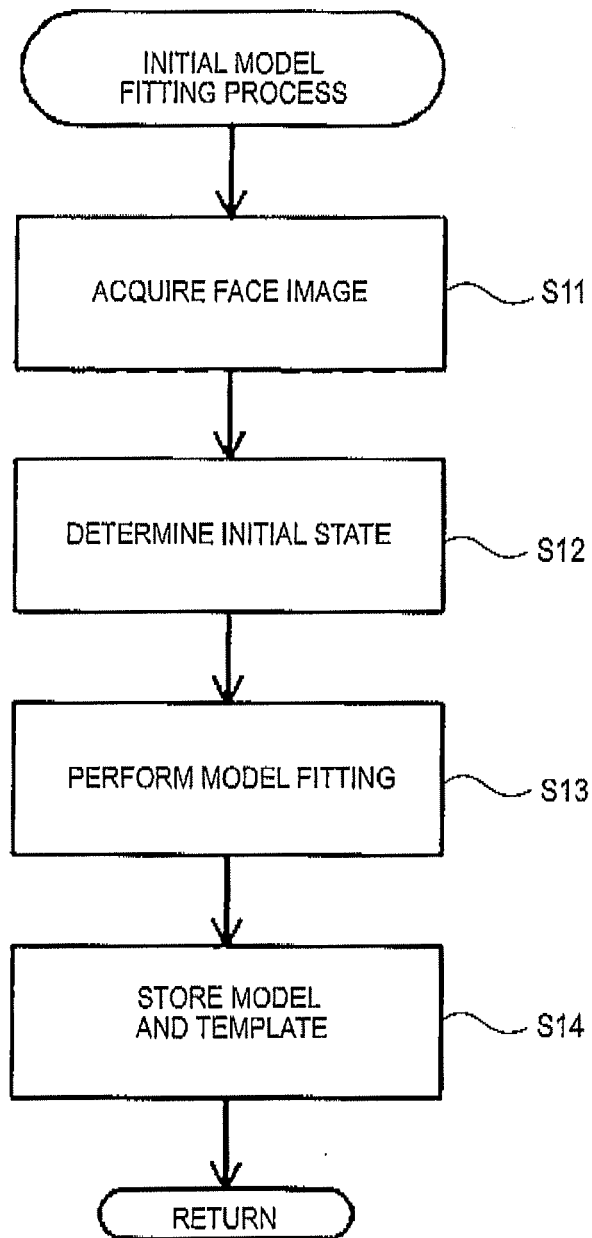 INITIAL MODEL
FITTING PROCESS
ACQUIRE FACE IMAGE
S11
DETERMINE INITIAL STATE
S12
PERFORM MODEL FITTING
S13
STORE MODEL
AND TEMPLATE
S14
RETURN